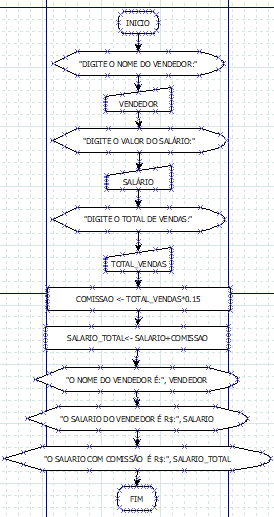 INICIO
"DIGITE O NOME DO VENDEDOR:"
VENDEDOR
"DIGITE O VALOR DO SALÁRIO:"
SALÁRIO
"DIGITE O TOTAL DE VENDAS:"
TOTAL_VENDAS
COMISSAO <- TOTAL_VENDAS*0.15
SALARIO_TOTAL<- SALARIO+COMISSAO
"O NOME DO VENDEDOR É:", VENDEDOR
"O SALARIO DO VENDEDOR É R$:", SALARIO
"O SALARIO COM COMISSÃO  É R$:", SALARIO_TOTAL
FIM